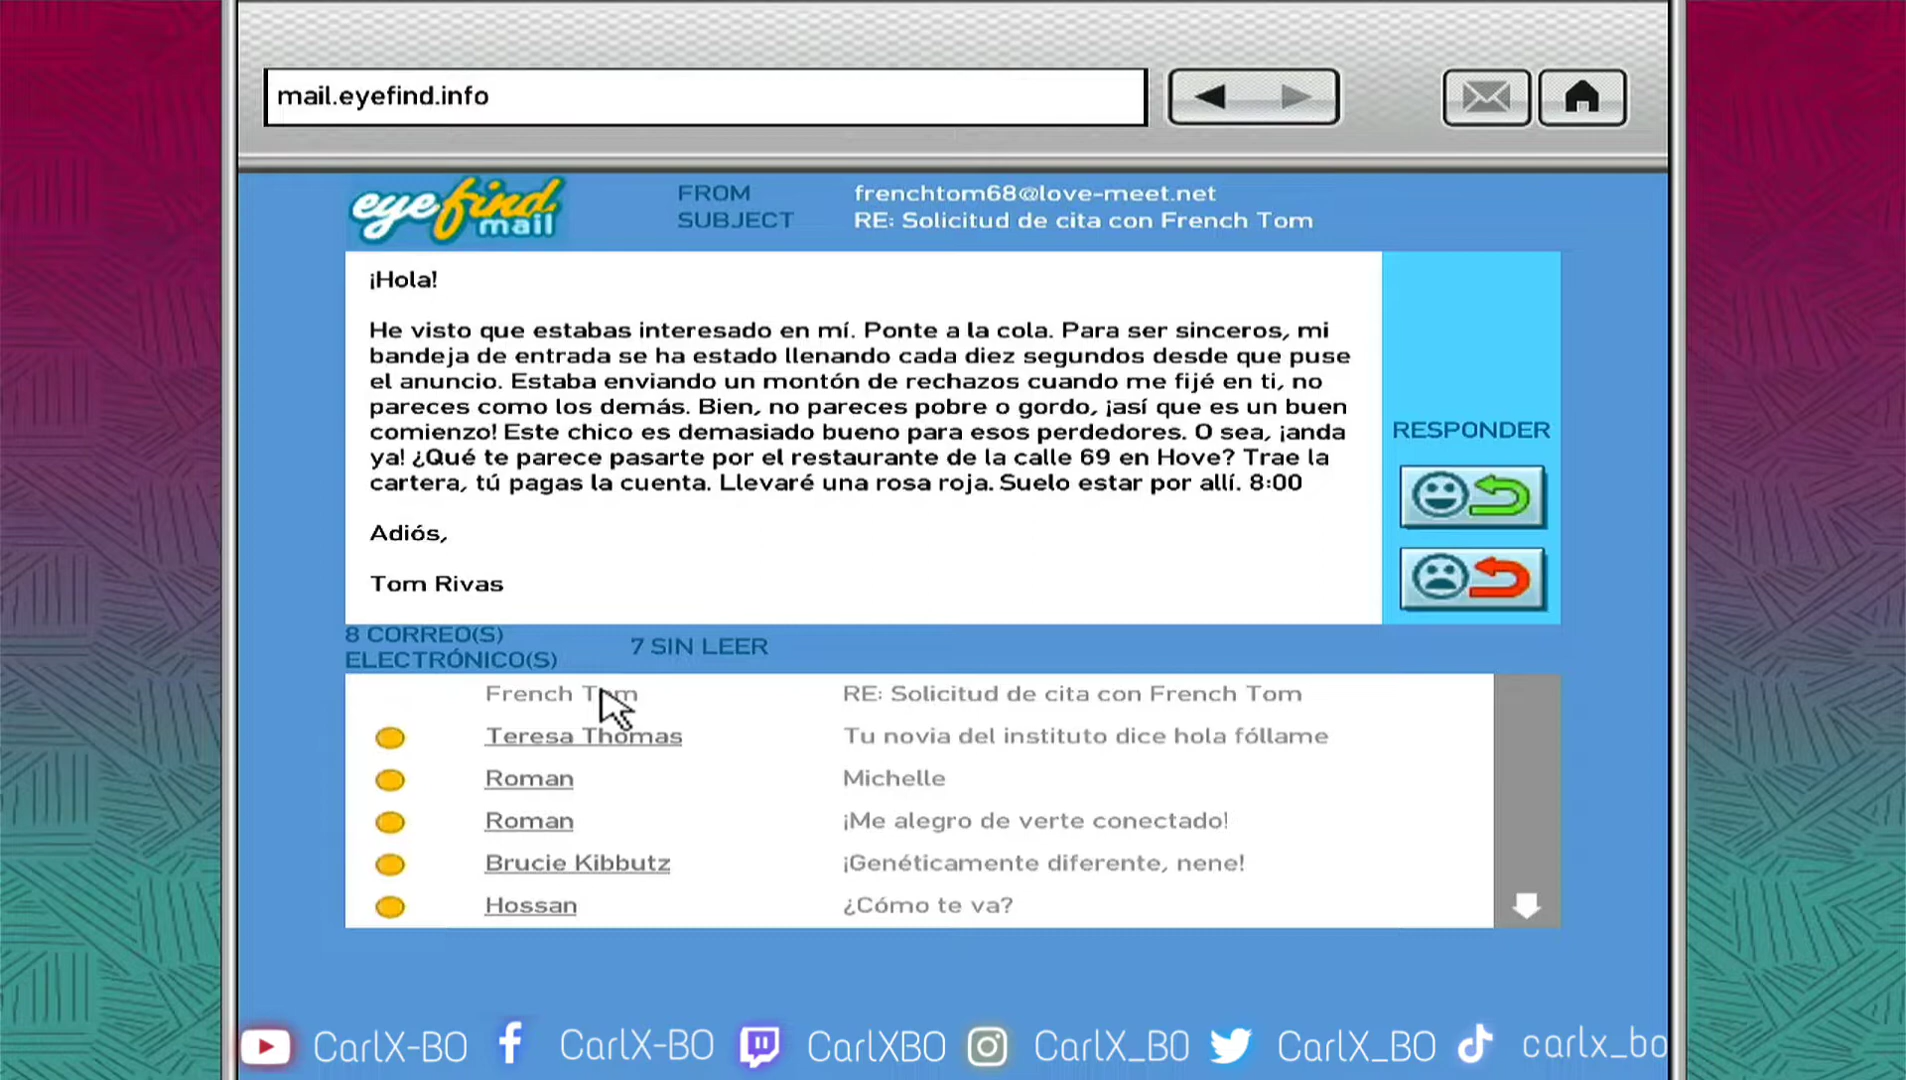 mail.eyefind.info
eyefind
mail
FROM frenchtom68@love-meet.net
SUBJECT RE: Solicitud de cita con French Tom
¡Hola!
He visto que estabas interesado en mí. Ponte a la cola. Para ser sinceros, mi
bandeja de entrada se ha estado llenando cada diez segundos desde que puse
el anuncio. Estaba enviando un montón de rechazos cuando me fijé en ti, no
pareces como los demás. Bien, no pareces pobre o gordo, ¡así que es un buen
comienzo! Este chico es demasiado bueno para esos perdedores. O sea, ¡anda
ya! ¿Qué te parece pasarte por el restaurante de la calle 69 en Hove? Trae la
cartera, tú pagas la cuenta. Llevaré una rosa roja. Suelo estar por allí. 8:00
Adiós,
Tom Rivas
RESPONDER
8 CORREO(S)
ELECTRÓNICO(S)
7 SIN LEER
French Tom RE: Solicitud de cita con French Tom
Teresa Thomas Tu novia del instituto dice hola fóllame
Roman Michelle
Roman ¡Me alegro de verte conectado!
Brucie Kibbutz ¡Genéticamente diferente, nene!
Hossan ¿Cómo te va?
CarlX-BO CarlX-BO CarlXBO CarlX_BO CarlX_BO carlx_bo